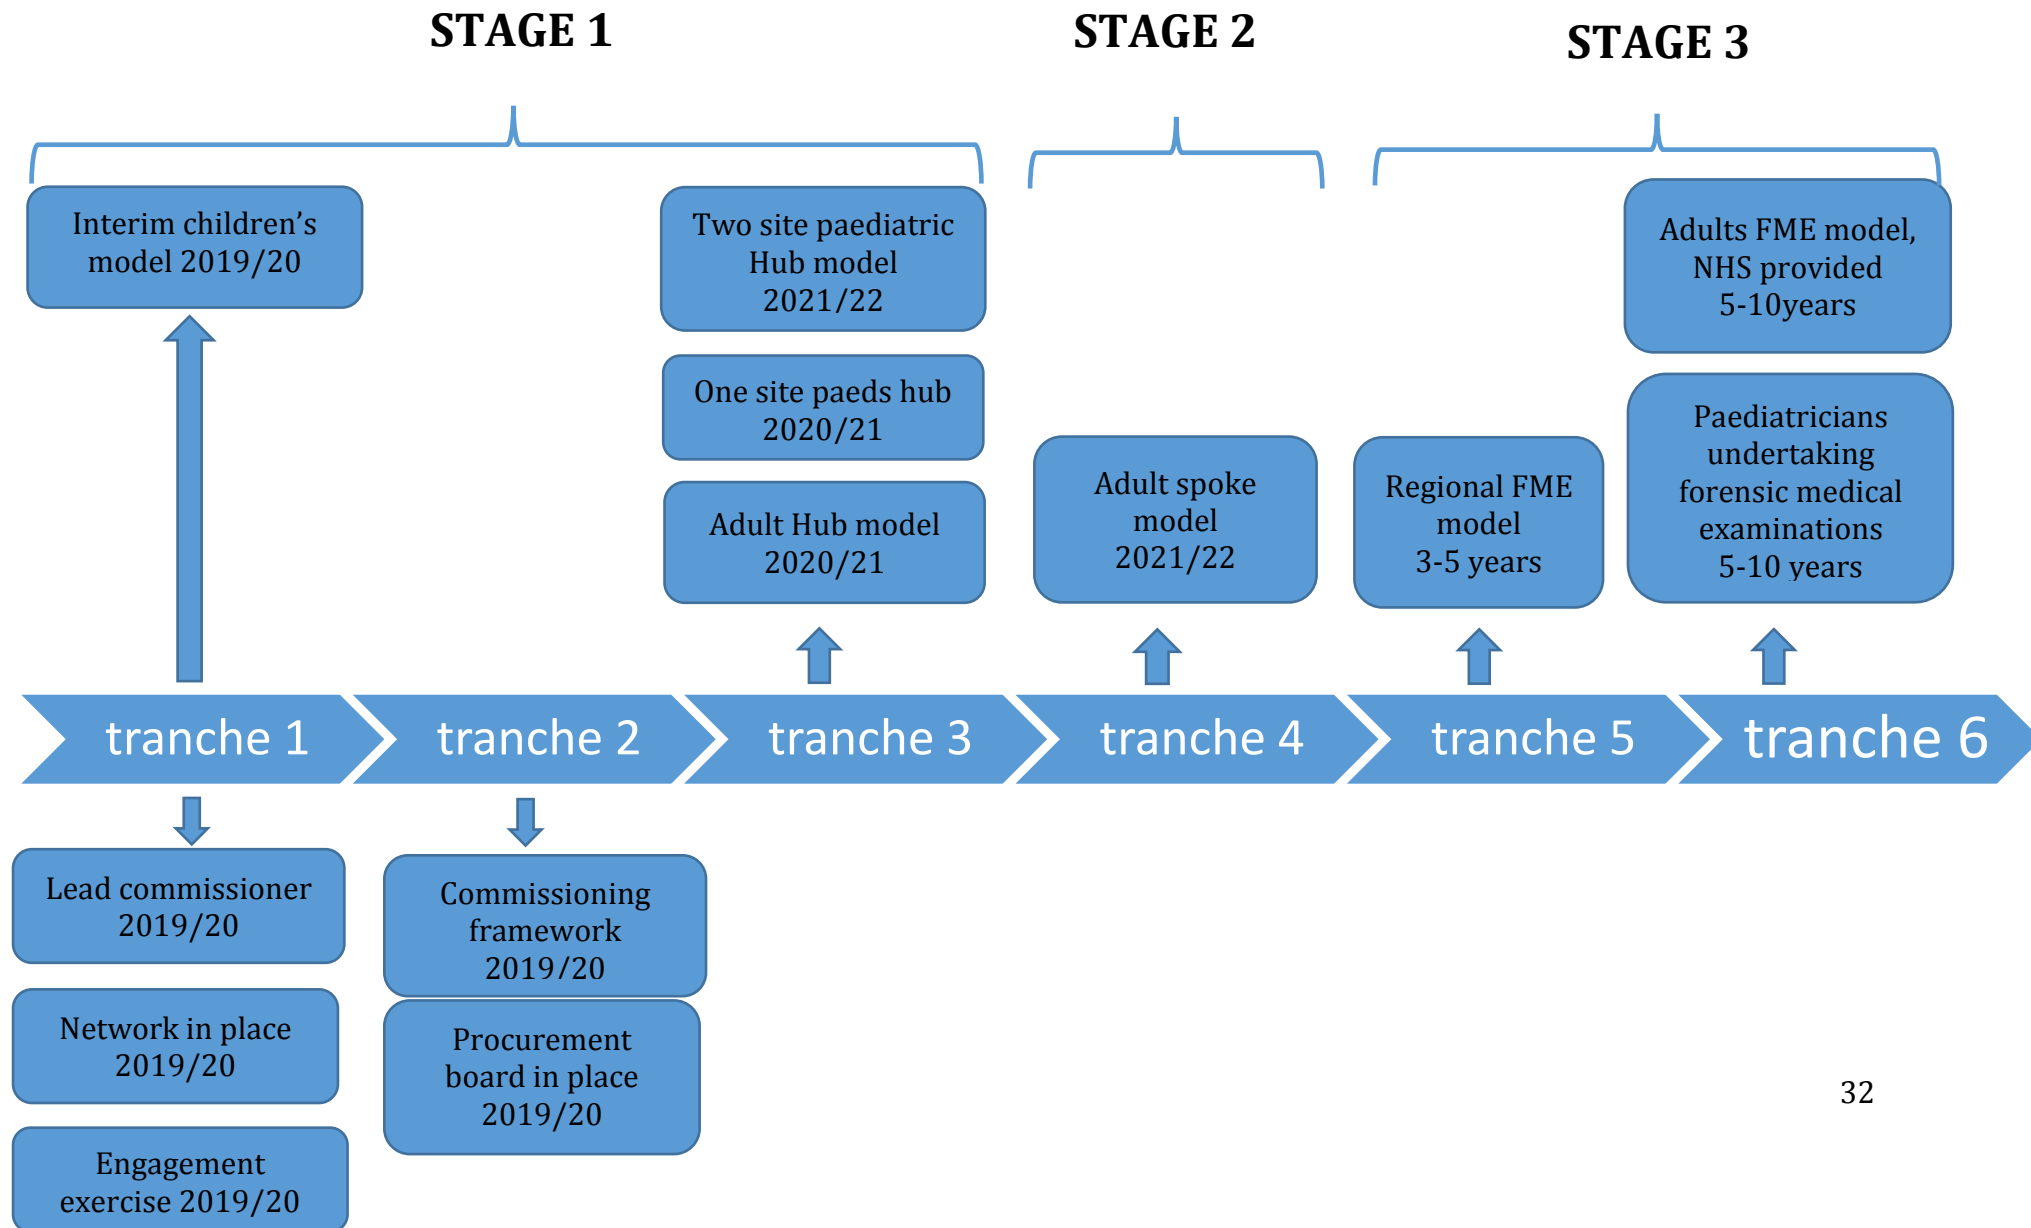 STAGE 1
STAGE 2
STAGE 3
Interim children’s
model 2019/20
Two site paediatric
Hub model
2021/22
One site paeds hub
2020/21
Adult Hub model
2020/21
Adult spoke
model
2021/22
Regional FME
model
3-5 years
Adults FME model,
NHS provided
5-10years
Paediatricians
undertaking
forensic medical
examinations
5-10 years
tranche 1
tranche 2
tranche 3
tranche 4
tranche 5
tranche 6
Lead commissioner
2019/20
Network in place
2019/20
Engagement
exercise 2019/20
Commissioning
framework
2019/20
Procurement
board in place
2019/20
32